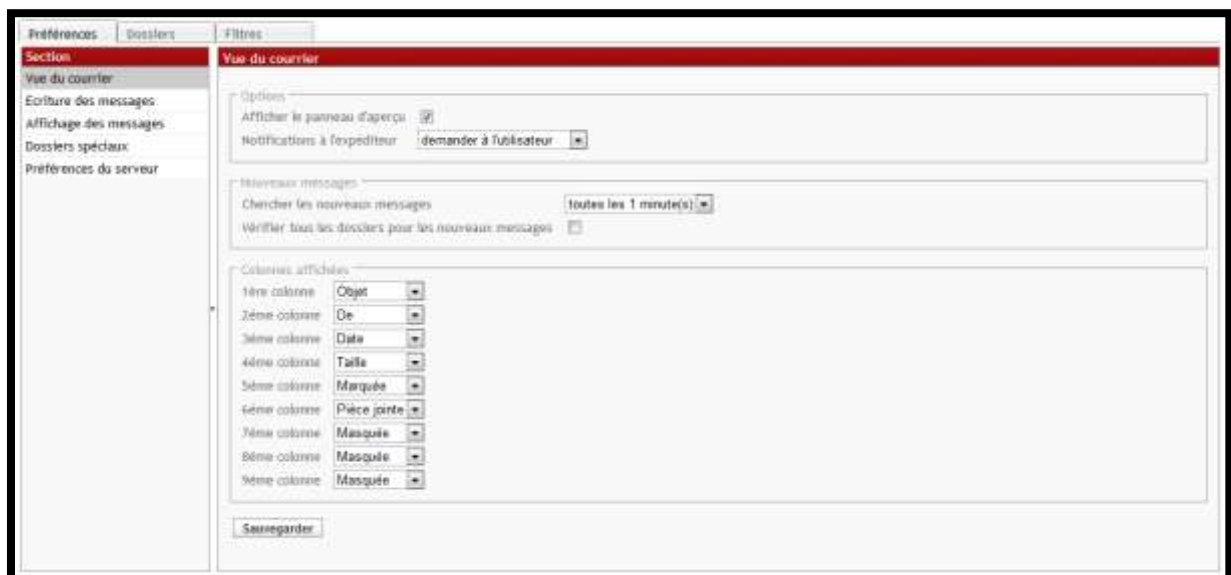 Préférences Dossiers Filtres
Section
Vue du courrier
Vue du courrier
Ecriture des messages
Affichage des messages
Dossiers spéciaux
Préférences du serveur
Options
Afficher le panneau d'aperçu
Notifications à l'expéditeur demander à l'utilisateur
Nouveaux messages
Chercher les nouveaux messages toutes les 1 minute(s)
Vérifier tous les dossiers pour les nouveaux messages
Colonnes affichées
1ère colonne Objet
2ème colonne De
3ème colonne Date
4ème colonne Taille
5ème colonne Marquée
6ème colonne Pièce jointe
7ème colonne Masquée
8ème colonne Masquée
9ème colonne Masquée
Sauvegarder